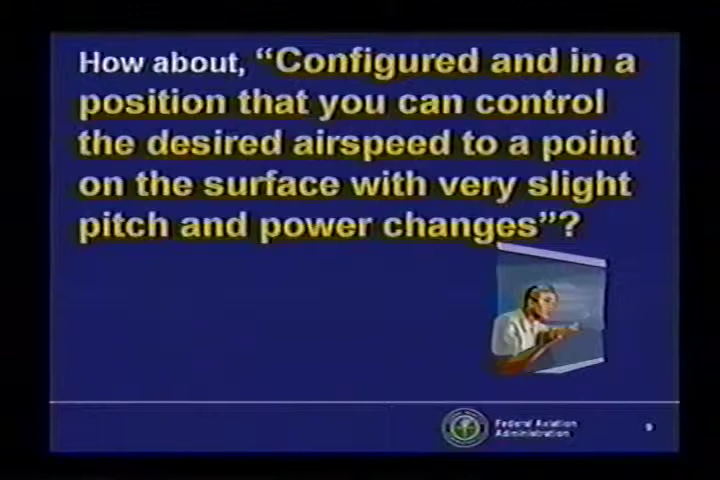 How about, “Configured and in a
position that you can control
the desired airspeed to a point
on the surface with very slight
pitch and power changes”?
Federal Aviation
Administration
9